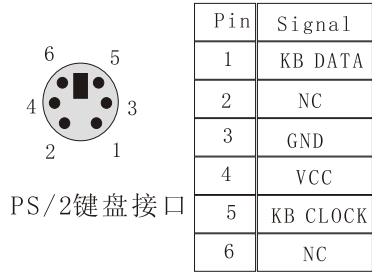 6 5
4 3
2 1
PS/2键盘接口
Pin Signal
1 KB DATA
2 NC
3 GND
4 VCC
5 KB CLOCK
6 NC